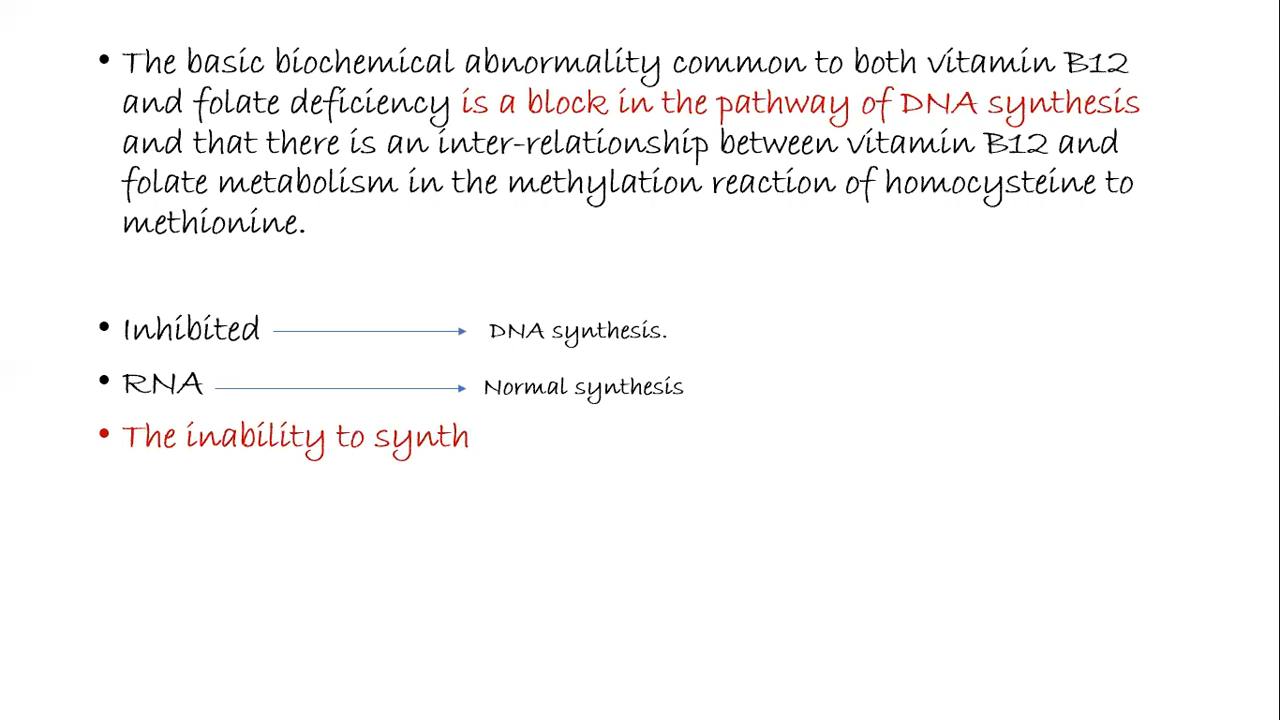 • The basic biochemical abnormality common to both vitamin B12
and folate deficiency is a block in the pathway of DNA synthesis
and that there is an inter-relationship between vitamin B12 and
folate metabolism in the methylation reaction of homocysteine to
methionine.
• Inhibited DNA synthesis.
• RNA Normal synthesis
• The inability to synth